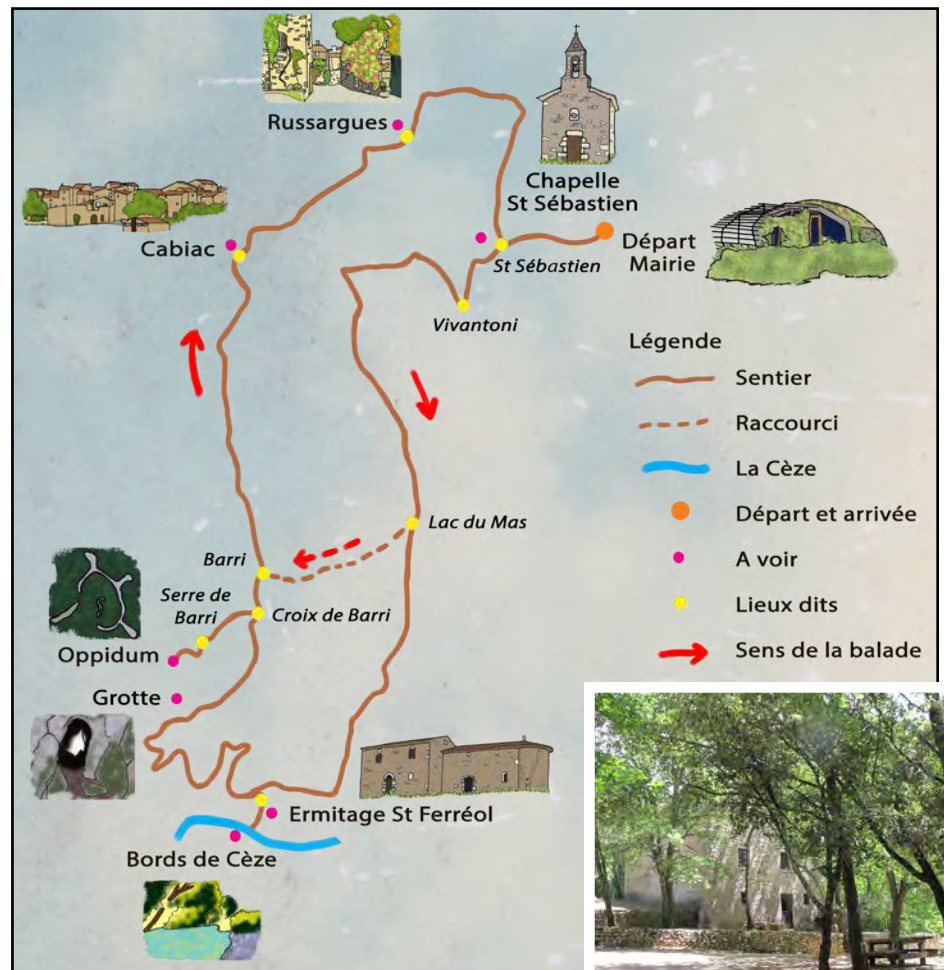 Russargues
Chapelle
St Sébastien
Cabiac
St Sébastien
Départ
Mairie
Vivantoni
Légende
Sentier
Raccourci
La Cèze
Départ et arrivée
A voir
Lieux dits
Sens de la balade
Lac du Mas
Barri
Serre de
Barri
Croix de Barri
Oppidum
Grotte
Ermitage St Ferréol
Bords de Cèze